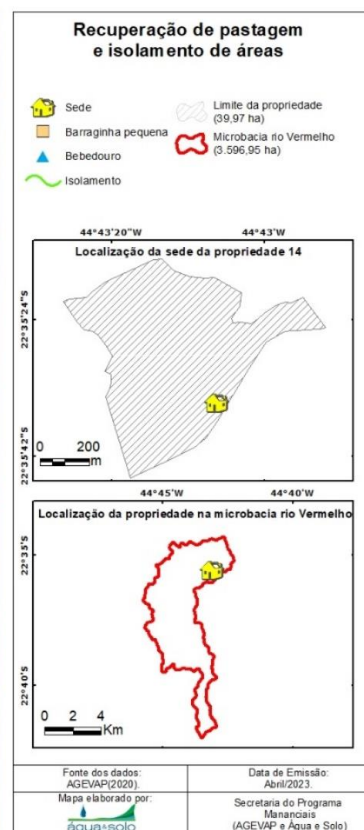 Recuperação de pastagem
e isolamento de áreas
Sede
Barraginha pequena
Bebedouro
Isolamento
Limite da propriedade
(39,97 ha)
Microbacia rio Vermelho
(3.596,95 ha)
44°43'20"W
44°43'W
Localização da sede da propriedade 14
22°35'24"S
22°35'42"S
0 200
m
44°45'W
44°40'W
Localização da propriedade na microbacia rio Vermelho
22°35'S
22°40'S
0 2 4
Km
Fonte dos dados:
AGEVAP(2020).
Data de Emissão:
Abril/2023.
Mapa elaborado por:
água e solo
Secretaria do Programa
Mananciais
(AGEVAP e Água e Solo)